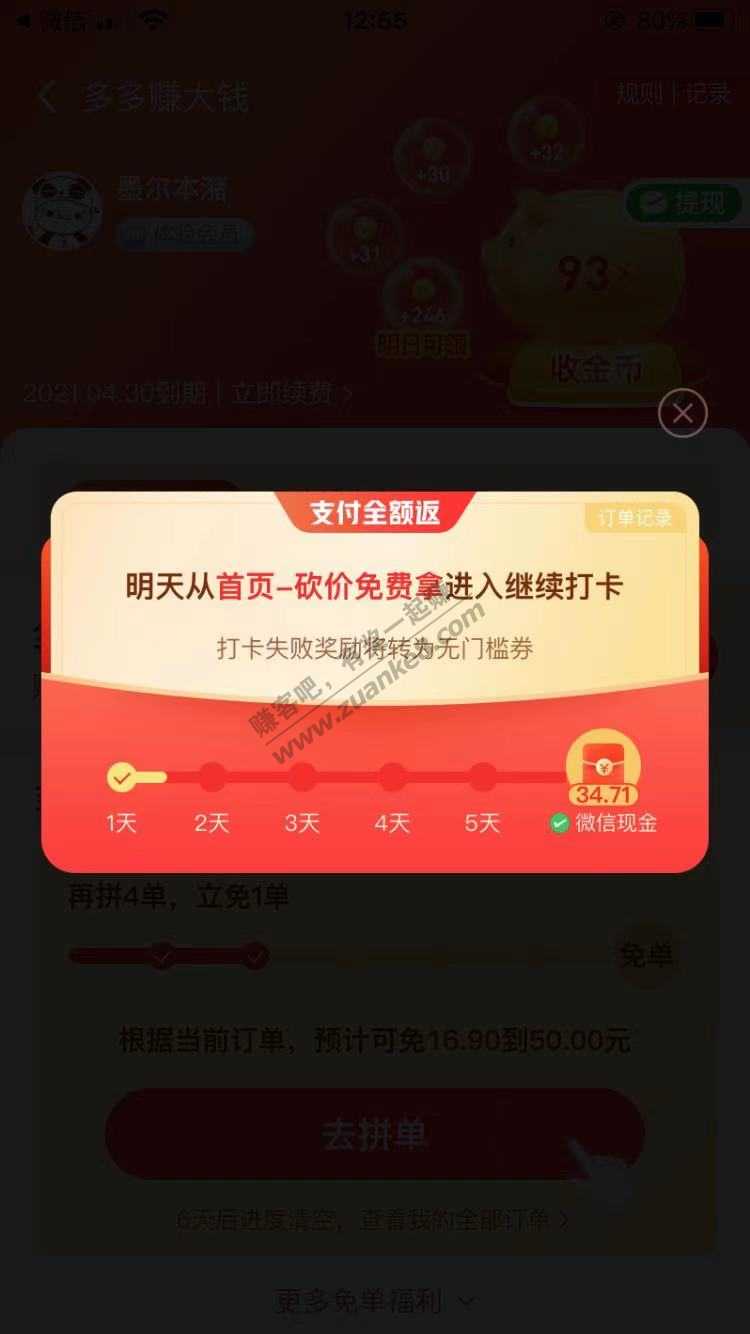 微信
12:55
80%
多多赚大钱
规则 | 记录
+32
+30
墨尔本潴
提现
体验会员
+31
93
+246
明日可领
收金币
2021.04.30到期 | 立即续费 >
支付全额返
订单记录
明天从首页-砍价免费拿进入继续打卡
打卡失败奖励将转为无门槛券
赚客吧，有奖一起赚
www.zuanke8.com
34.71
1天 2天 3天 4天 5天 微信现金
再拼4单，立免1单
免单
根据当前订单，预计可免16.90到50.00元
去拼单
6天后进度清空，查看我的全部订单 >
更多免单福利